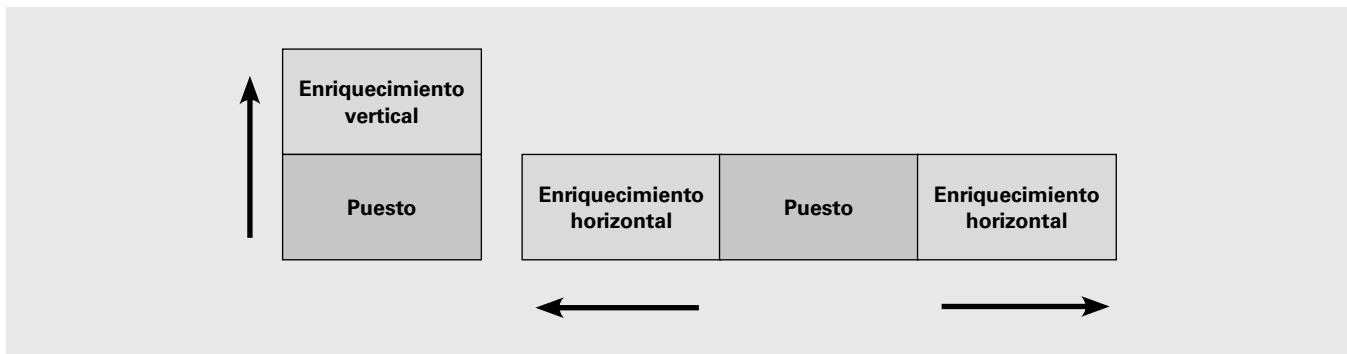 Enriquecimiento
vertical
Puesto
Enriquecimiento
horizontal
Puesto
Enriquecimiento
horizontal